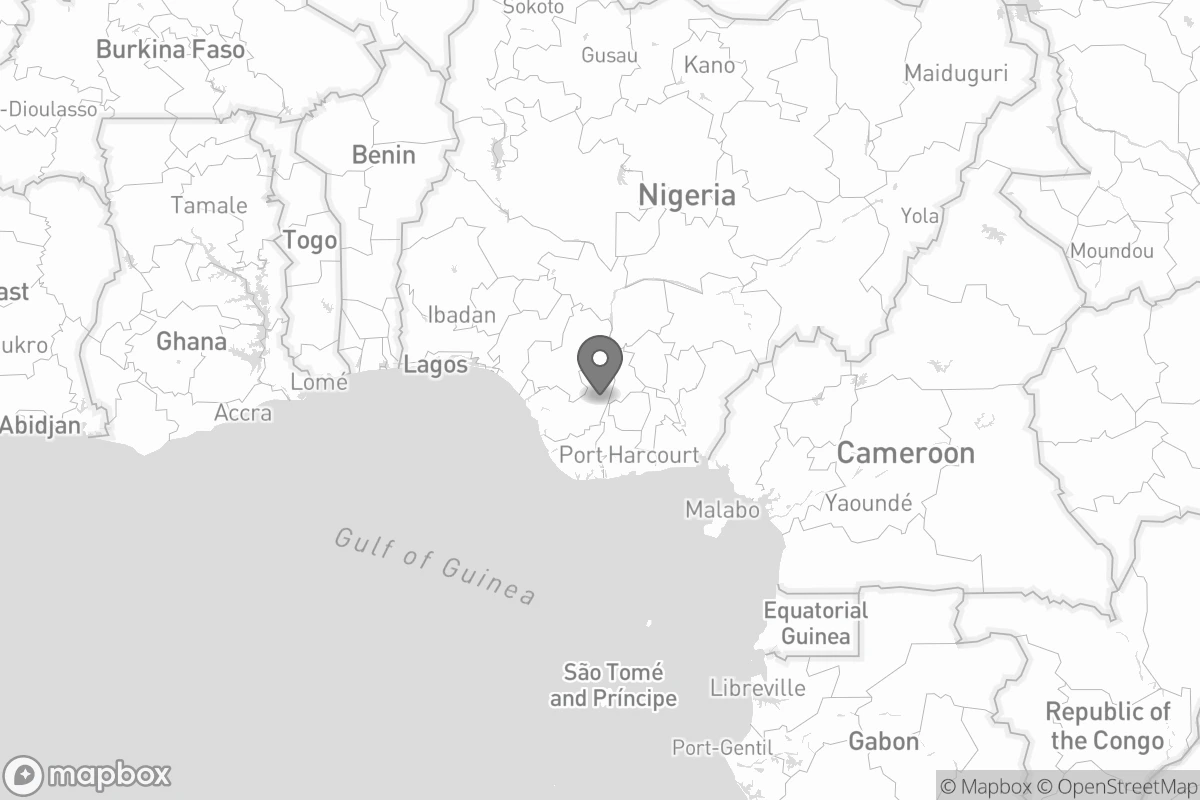 Sokoto
Burkina Faso
Gusau
Kano
Maiduguri
-Dioulasso
Benin
Nigeria
Tamale
Yola
Togo
Moundou
ast
Ibadan
Ghana
ukro
Lagos
Lomé
Accra
Abidjan
Port Harcourt
Cameroon
Malabo
Yaoundé
Gulf of Guinea
Equatorial
Guinea
São Tomé
and Príncipe
Libreville
Republic of
the Congo
Port-Gentil
Gabon
mapbox
© Mapbox © OpenStreetMap